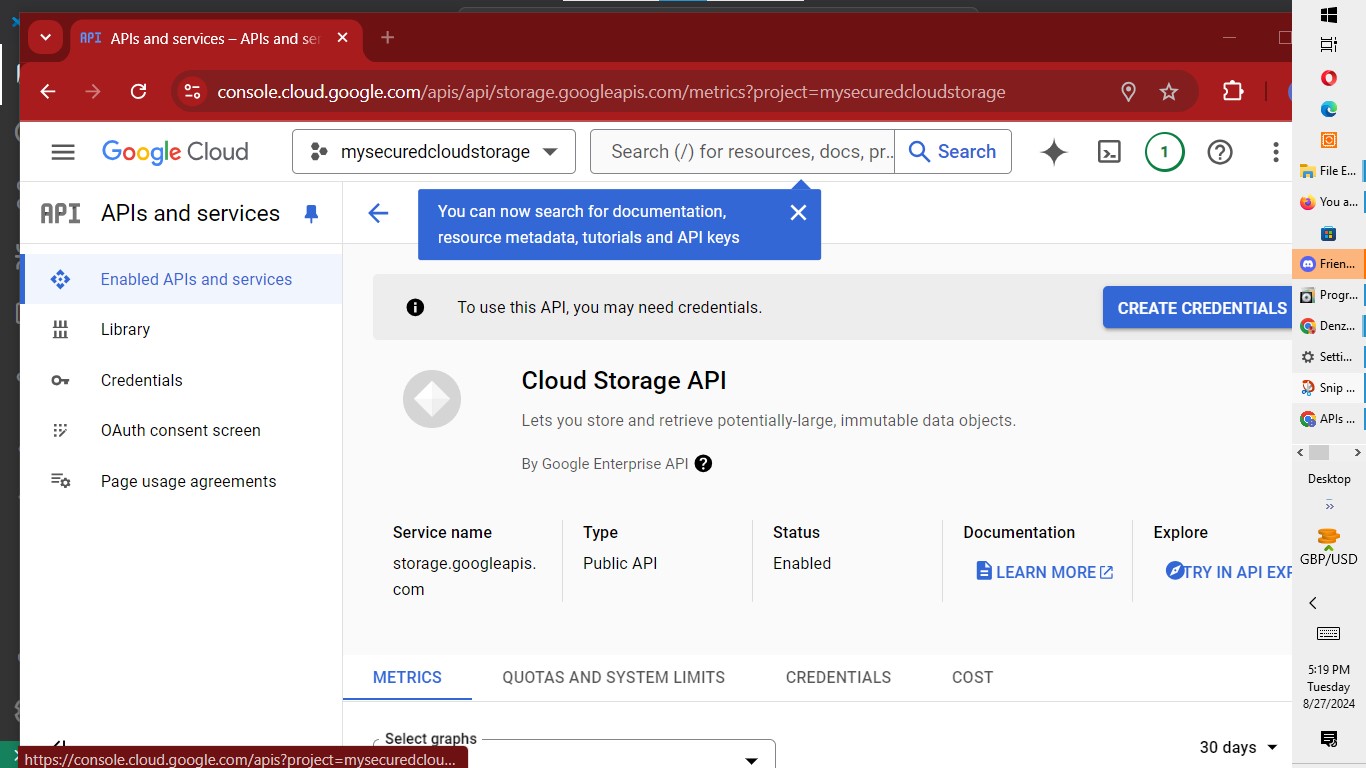 API APIs and services – APIs and se
console.cloud.google.com/apis/api/storage.googleapis.com/metrics?project=mysecuredcloudstorage
Google Cloud
mysecuredcloudstorage
Search (/) for resources, docs, pr..
Search
1
API APIs and services
You can now search for documentation,
resource metadata, tutorials and API keys
Enabled APIs and services
Library
Credentials
OAuth consent screen
Page usage agreements
To use this API, you may need credentials.
CREATE CREDENTIALS
Cloud Storage API
Lets you store and retrieve potentially-large, immutable data objects.
By Google Enterprise API
Service name
storage.googleapis.
com
Type
Public API
Status
Enabled
Documentation
LEARN MORE
Explore
TRY IN API EXP
METRICS
QUOTAS AND SYSTEM LIMITS
CREDENTIALS
COST
Select graphs
30 days
https://console.cloud.google.com/apis?project=mysecuredclou...
File E...
You a...
Frien...
Progr...
Denz...
Setti...
Snip ...
APIs ...
Desktop
GBP/USD
5:19 PM
Tuesday
8/27/2024